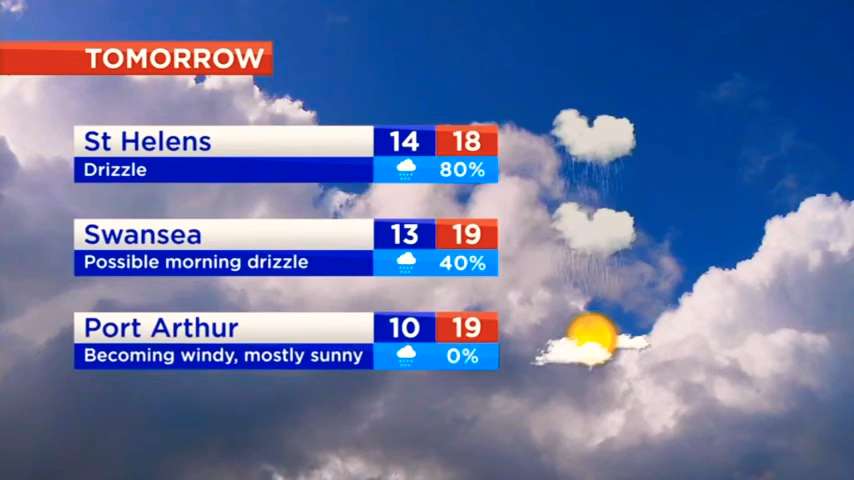 TOMORROW
St Helens 14 18
Drizzle 80%
Swansea 13 19
Possible morning drizzle 40%
Port Arthur 10 19
Becoming windy, mostly sunny 0%